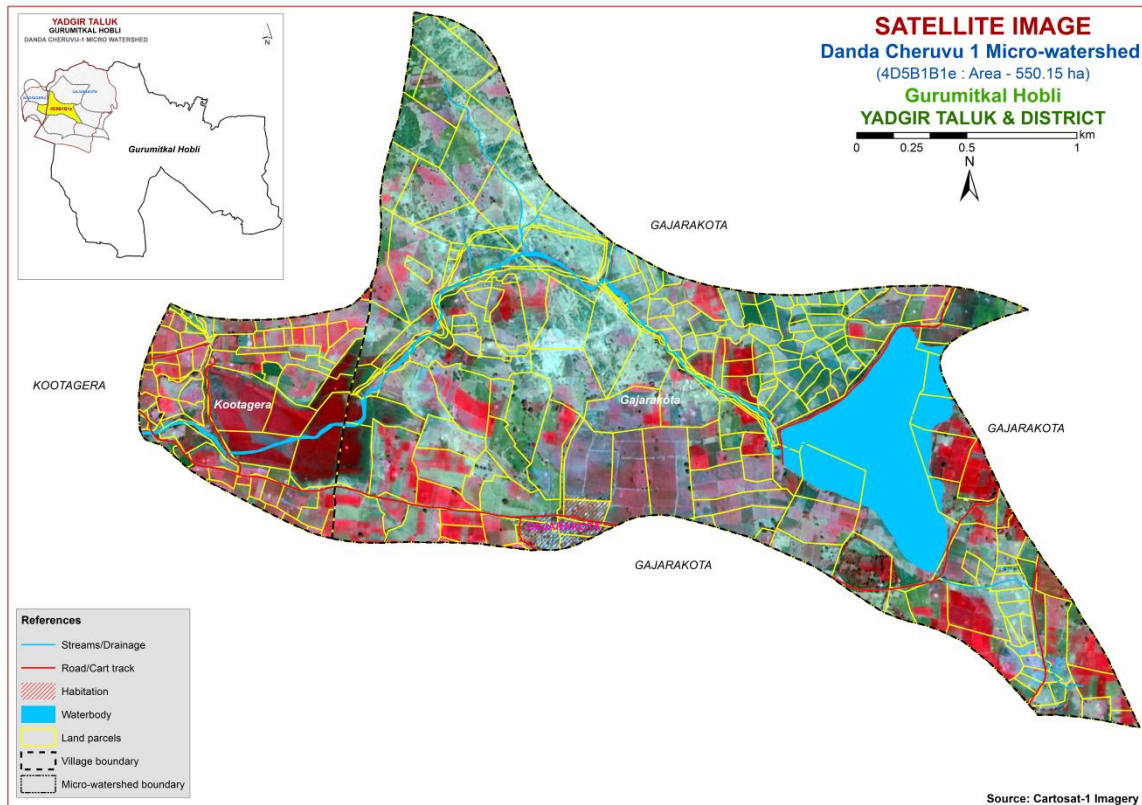 YADGIR TALUK
GURUMITKAL HOBLI
DANDA CHERUVU-1 MICRO WATERSHED
N
GAJARAKOTA
4D5B1B1e
Gurumitkal Hobli
SATELLITE IMAGE
Danda Cheruvu 1 Micro-watershed
(4D5B1B1e : Area - 550.15 ha)
Gurumitkal Hobli
YADGIR TALUK & DISTRICT
km
0 0.25 0.5 1
N
GAJARAKOTA
KOOTAGERA
Kootagera
Gajarakota
GAJARAKOTA
GAJARAKOTA
GAJARAKOTA
References
Streams/Drainage
Road/Cart track
Habitation
Waterbody
Land parcels
Village boundary
Micro-watershed boundary
Source: Cartosat-1 Imagery